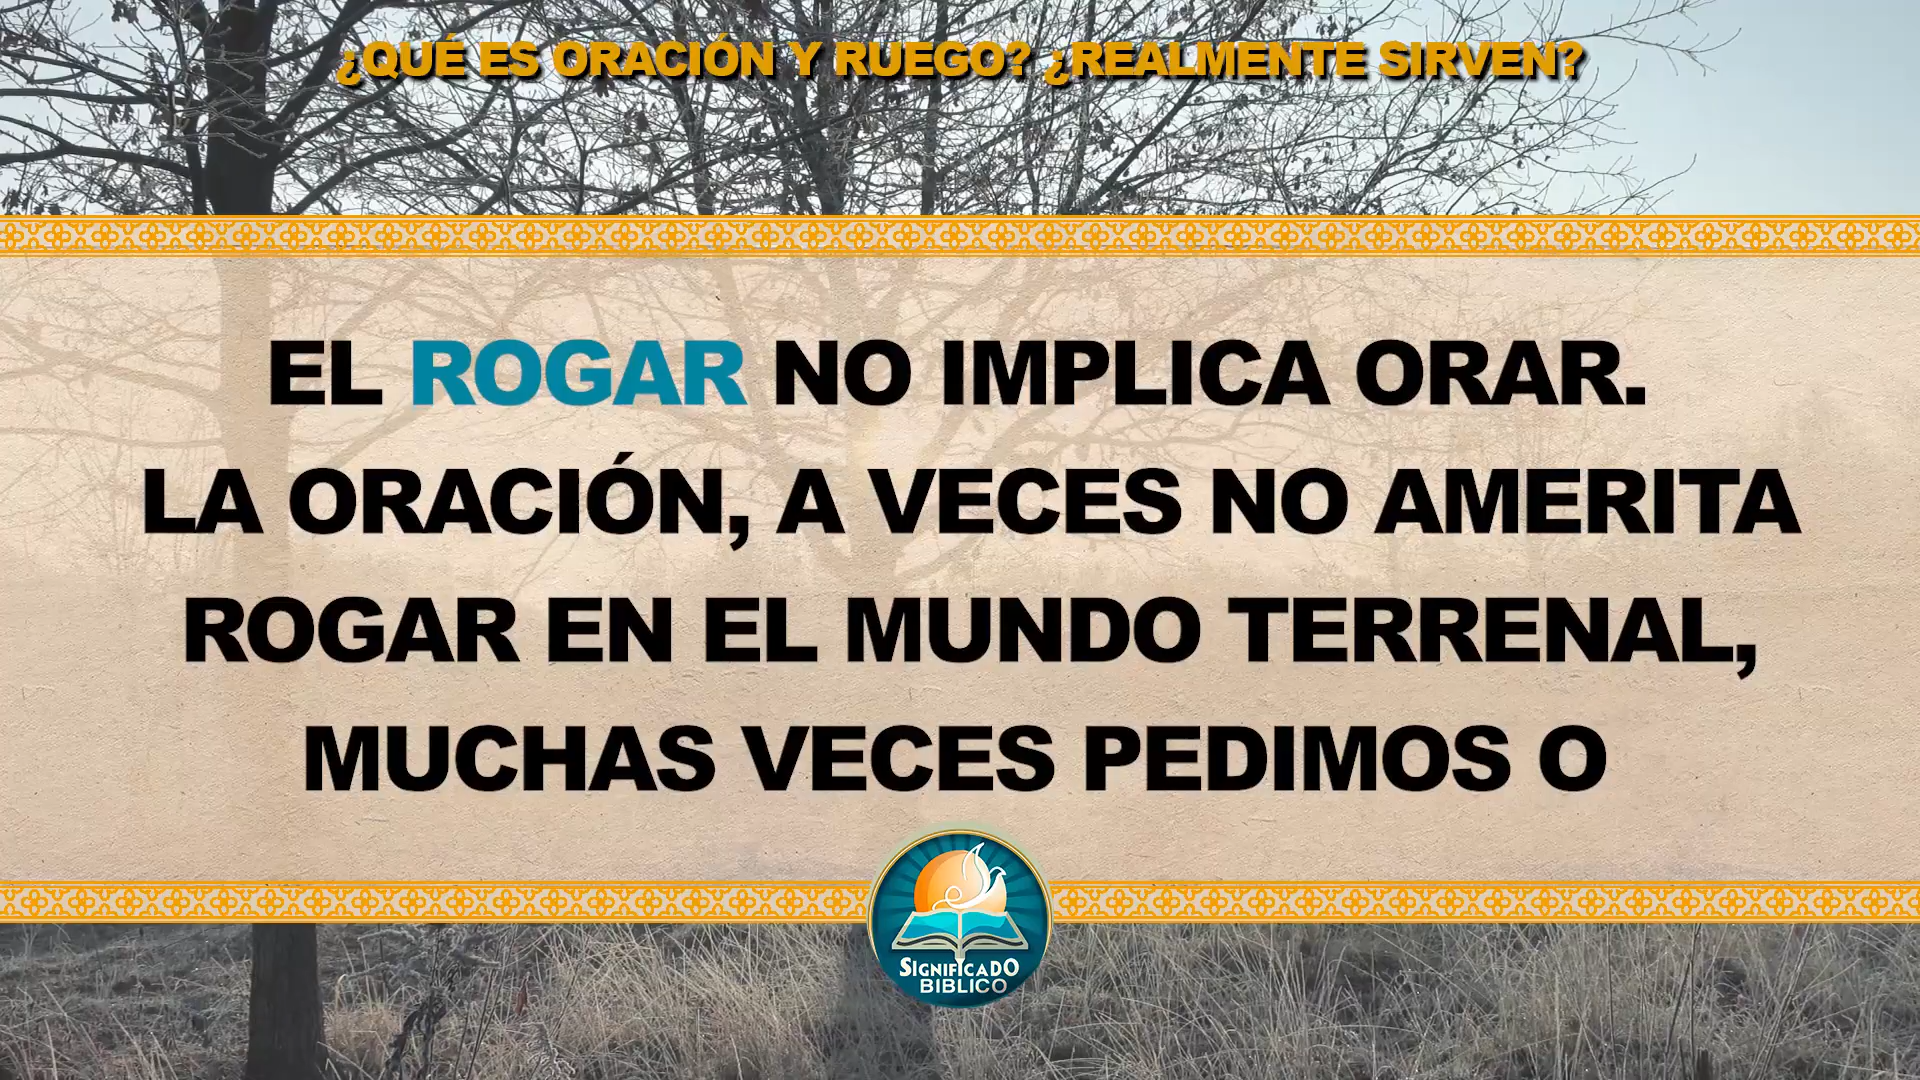 ¿QUÉ ES ORACIÓN Y RUEGO? ¿REALMENTE SIRVEN?
EL ROGAR NO IMPLICA ORAR.
LA ORACIÓN, A VECES NO AMERITA
ROGAR EN EL MUNDO TERRENAL,
MUCHAS VECES PEDIMOS O
SIGNIFICADO
BIBLICO